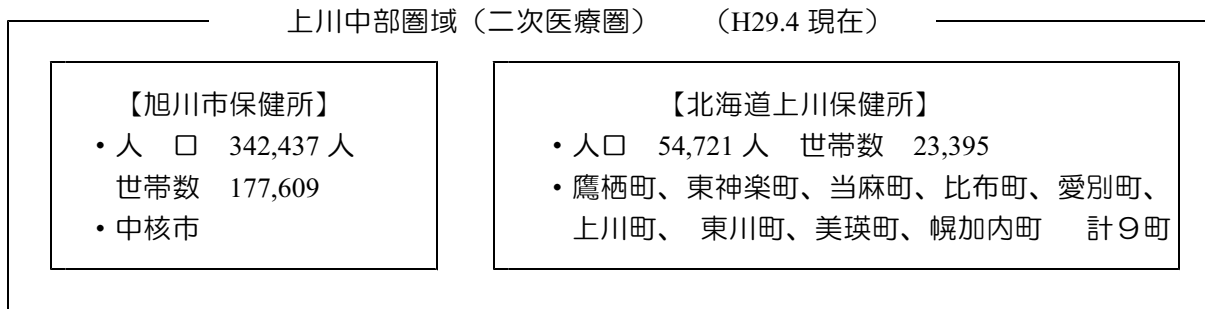 上川中部圏域(二次医療圏) (H29.4 現在)
【旭川市保健所】
・人 口 342,437 人
世帯数 177,609
・中核市
【北海道上川保健所】
・人口 54,721 人 世帯数 23,395
・鷹栖町、東神楽町、当麻町、比布町、愛別町、
上川町、 東川町、美瑛町、幌加内町 計9町